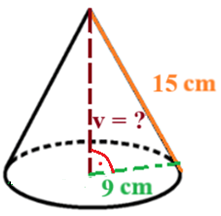 15 cm
v = ?
9 cm